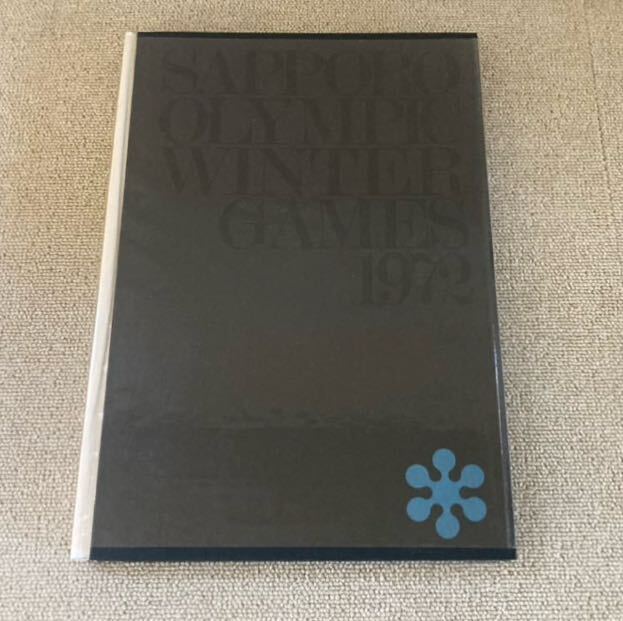 SAPPORO
OLYMPIC
WINTER
GAMES
1972